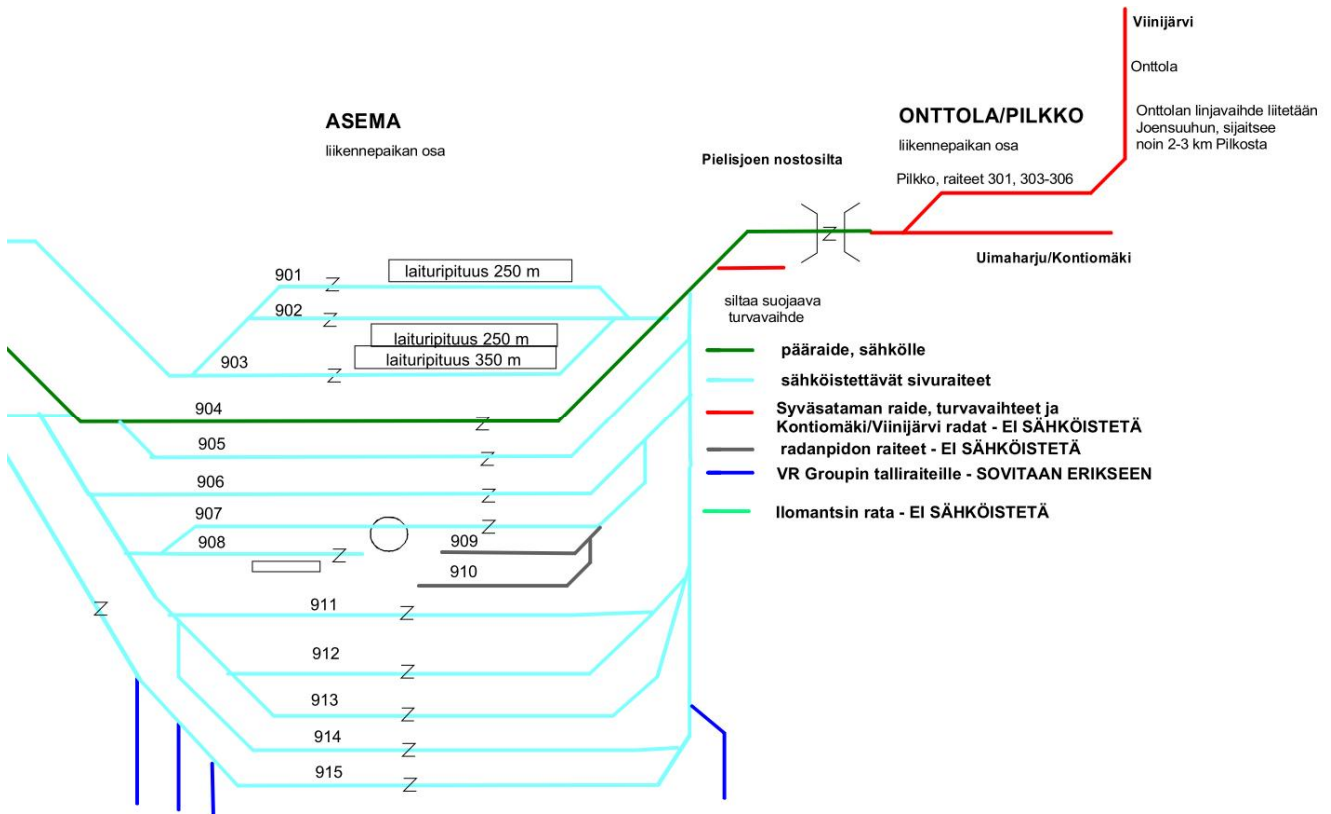 Viinijärvi
Onttola
Onttolan linjavaihde liitetään
Joensuuhun, sijaitsee
noin 2-3 km Pilkosta
ASEMA
liikennepaikan osa
ONTTOLA/PILKKO
liikennepaikan osa
Pielisjoen nostosilta
Pilkko, raiteet 301, 303-306
Z
Uimaharju/Kontiomäki
901
Z
laituripituus 250 m
902
Z
laituripituus 250 m
laituripituus 350 m
903
Z
siltaa suojaava
turvavaihde
pääraide, sähkölle
sähköistettävät sivuraiteet
Syväsataman raide, turvavaihteet ja
Kontiomäki/Viinijärvi radat - EI SÄHKÖISTETÄ
radanpidon raiteet - EI SÄHKÖISTETÄ
VR Groupin talliraiteille - SOVITAAN ERIKSEEN
Ilomantsin rata - EI SÄHKÖISTETÄ
904
Z
905
Z
906
Z
907
Z
908
Z
909
910
Z
911
Z
912
Z
913
Z
914
Z
915
Z